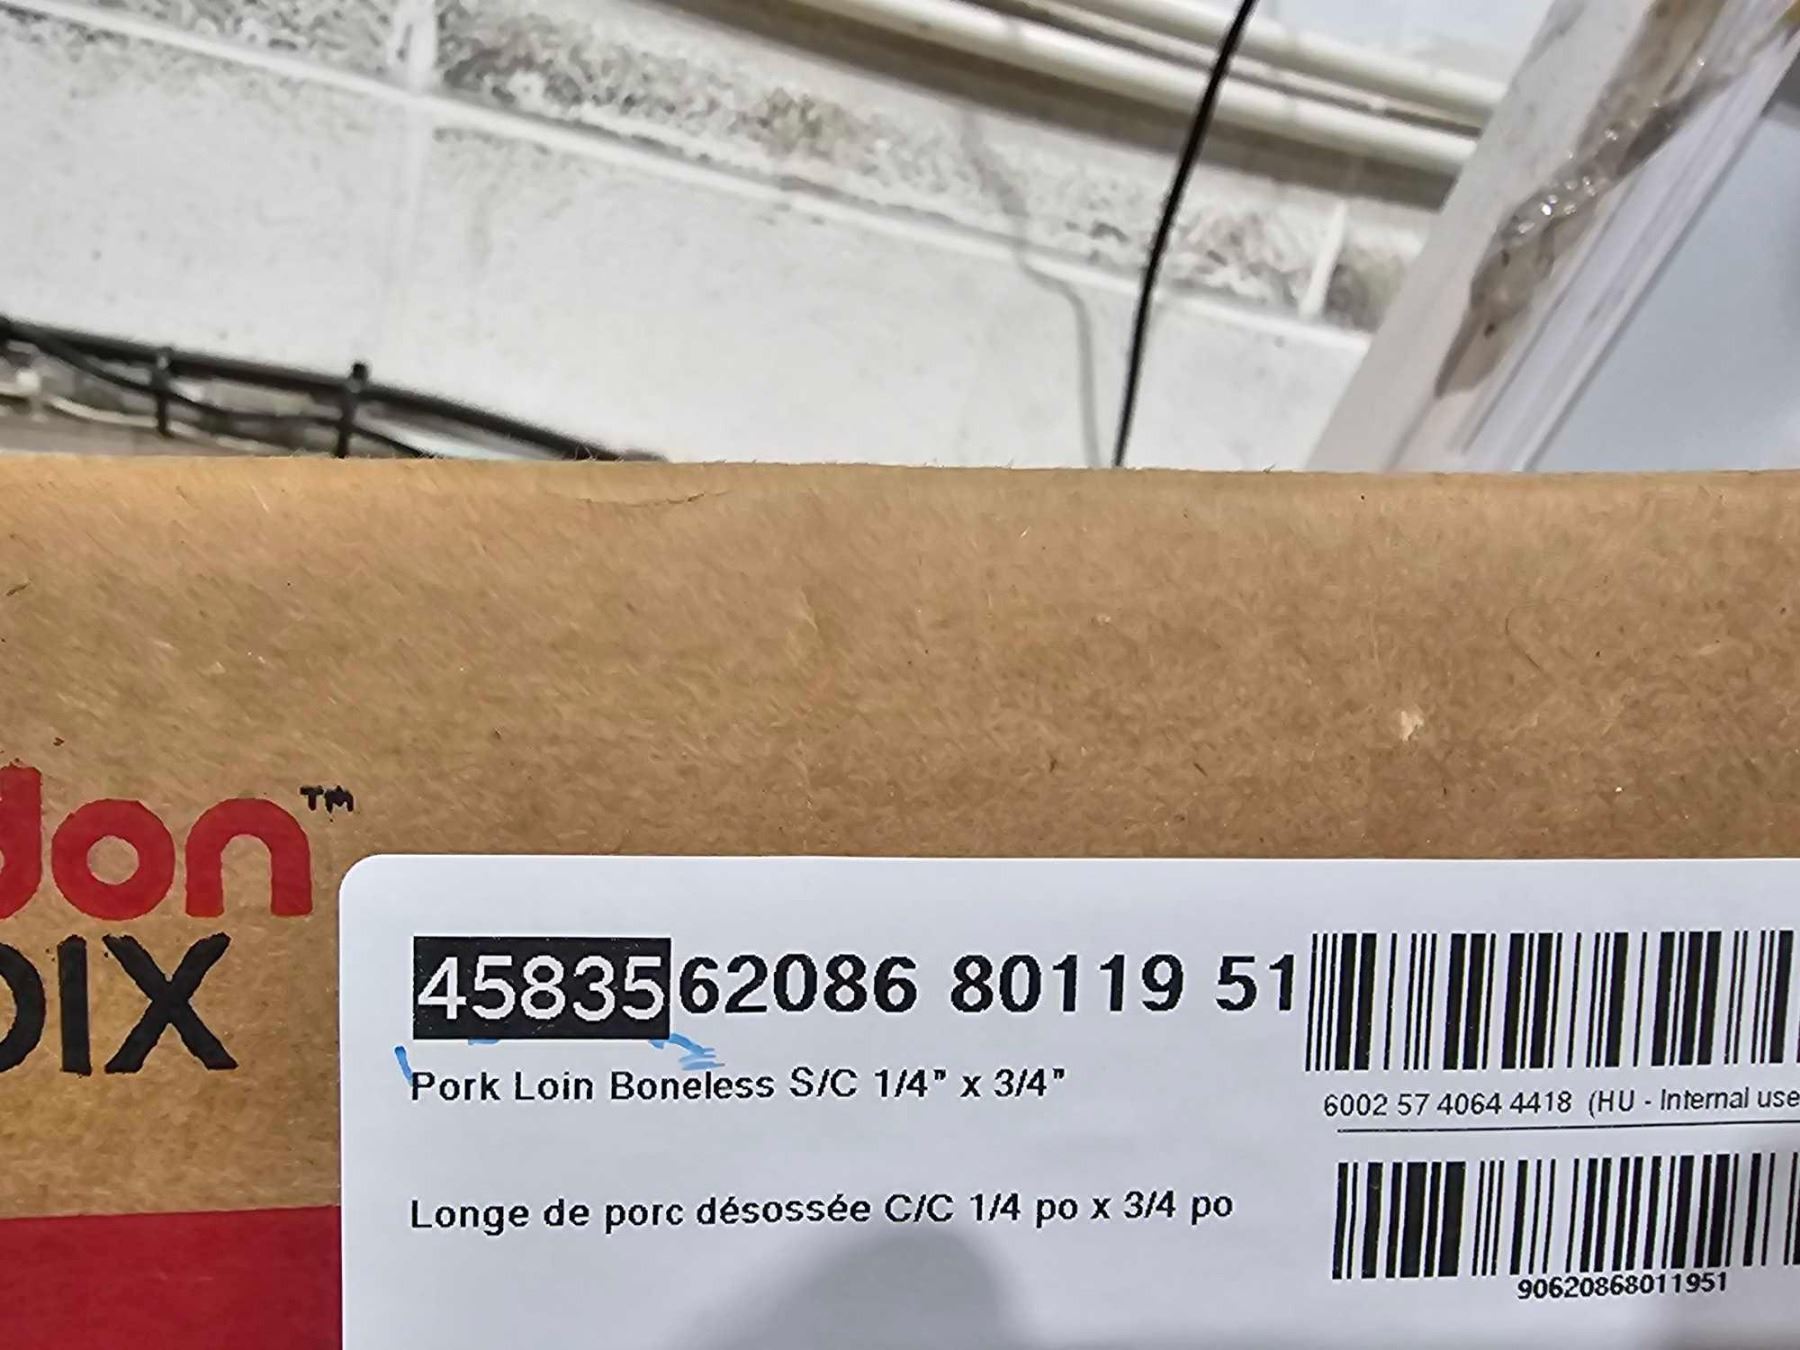 don™
DIX
45835 62086 80119 51
Pork Loin Boneless S/C 1/4" x 3/4"
Longe de porc désossée C/C 1/4 po x 3/4 po
6002 57 4064 4418 (HU - Internal use
90620868011951